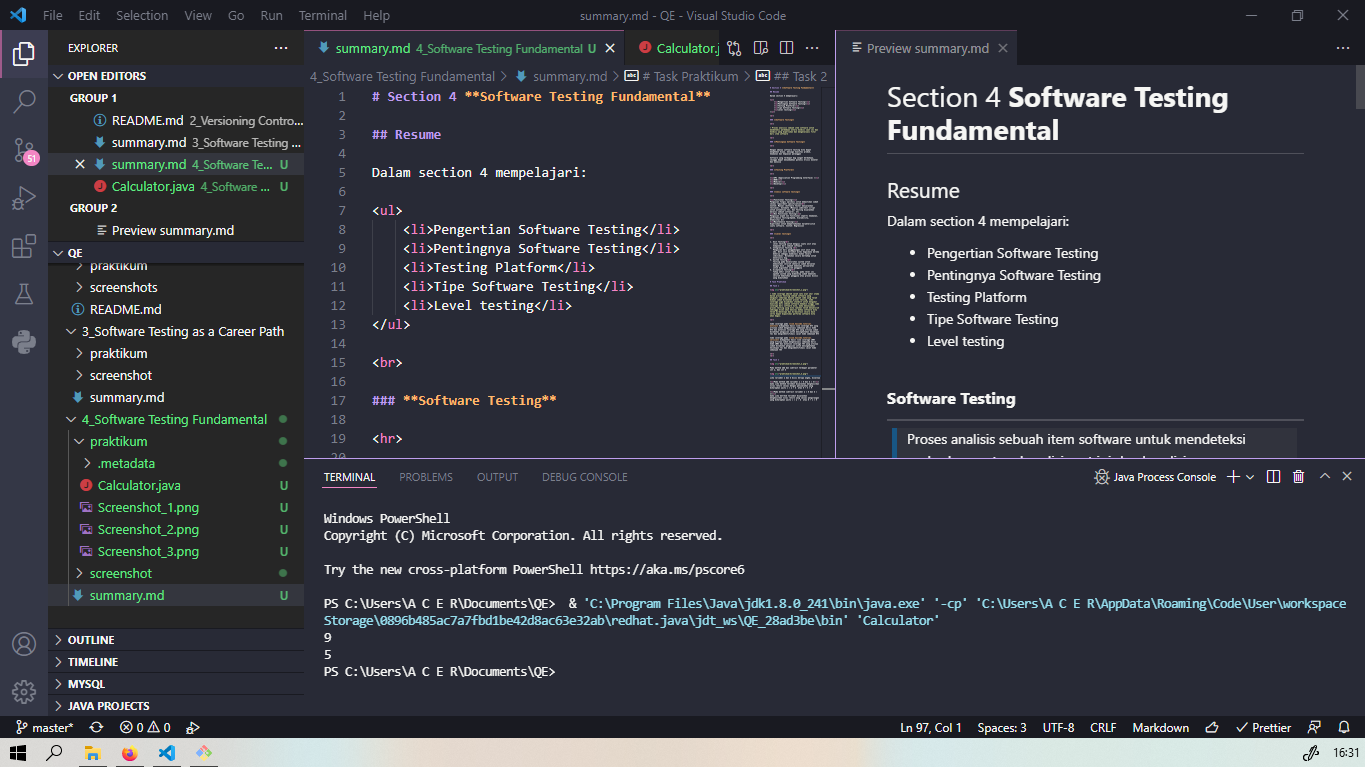 File Edit Selection View Go Run Terminal Help
summary.md - QE - Visual Studio Code
EXPLORER
OPEN EDITORS
GROUP 1
README.md 2_Versioning Contro...
summary.md 3_Software Testing ...
summary.md 4_Software Te... U
Calculator.java 4_Software ... U
GROUP 2
Preview summary.md
QE
praktikum
screenshots
README.md
3_Software Testing as a Career Path
praktikum
screenshot
summary.md
4_Software Testing Fundamental
praktikum
.metadata
Calculator.java U
Screenshot_1.png U
Screenshot_2.png U
Screenshot_3.png U
screenshot
summary.md U
OUTLINE
TIMELINE
MYSQL
JAVA PROJECTS
51
summary.md 4_Software Testing Fundamental U
Calculator.j
4_Software Testing Fundamental > summary.md > # Task Praktikum > ## Task 2
1 # Section 4 **Software Testing Fundamental**
2
3 ## Resume
4
5 Dalam section 4 mempelajari:
6
7 <ul>
8 <li>Pengertian Software Testing</li>
9 <li>Pentingnya Software Testing</li>
10 <li>Testing Platform</li>
11 <li>Tipe Software Testing</li>
12 <li>Level testing</li>
13 </ul>
14
15 <br>
16
17 ### **Software Testing**
18
19 <hr>
20
Preview summary.md
Section 4 Software Testing
Fundamental
Resume
Dalam section 4 mempelajari:
• Pengertian Software Testing
• Pentingnya Software Testing
• Testing Platform
• Tipe Software Testing
• Level testing
Software Testing
Proses analisis sebuah item software untuk mendeteksi
TERMINAL PROBLEMS OUTPUT DEBUG CONSOLE
Java Process Console
Windows PowerShell
Copyright (C) Microsoft Corporation. All rights reserved.
Try the new cross-platform PowerShell https://aka.ms/pscore6
PS C:\Users\A C E R\Documents\QE>  & 'C:\Program Files\Java\jdk1.8.0_241\bin\java.exe' '-cp' 'C:\Users\A C E R\AppData\Roaming\Code\User\workspace
Storage\0896b485ac7a7fbd1be42d8ac63e32ab\redhat.java\jdt_ws\QE_28ad3be\bin' 'Calculator'
9
5
PS C:\Users\A C E R\Documents\QE>
master* 0 0
Ln 97, Col 1 Spaces: 3 UTF-8 CRLF Markdown Prettier
16:31